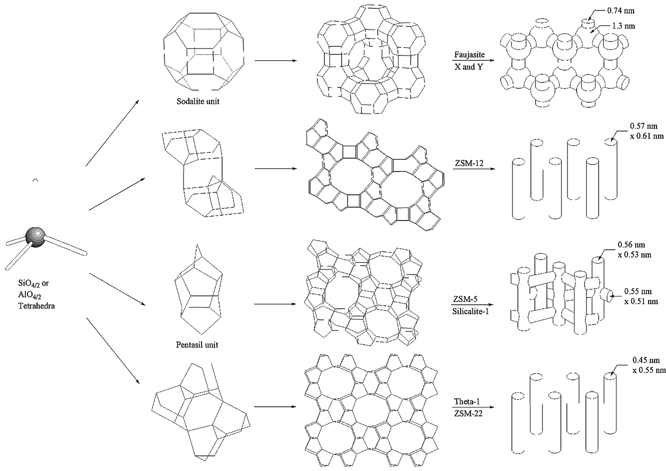 0.74 nm
1.3 nm
Faujasite
X and Y
Sodalite unit
0.57 nm
x 0.61 nm
ZSM-12
SiO4/2 or
AlO4/2
Tetrahedra
0.56 nm
x 0.53 nm
0.55 nm
x 0.51 nm
ZSM-5
Silicalite-1
Pentasil unit
0.45 nm
x 0.55 nm
Theta-1
ZSM-22